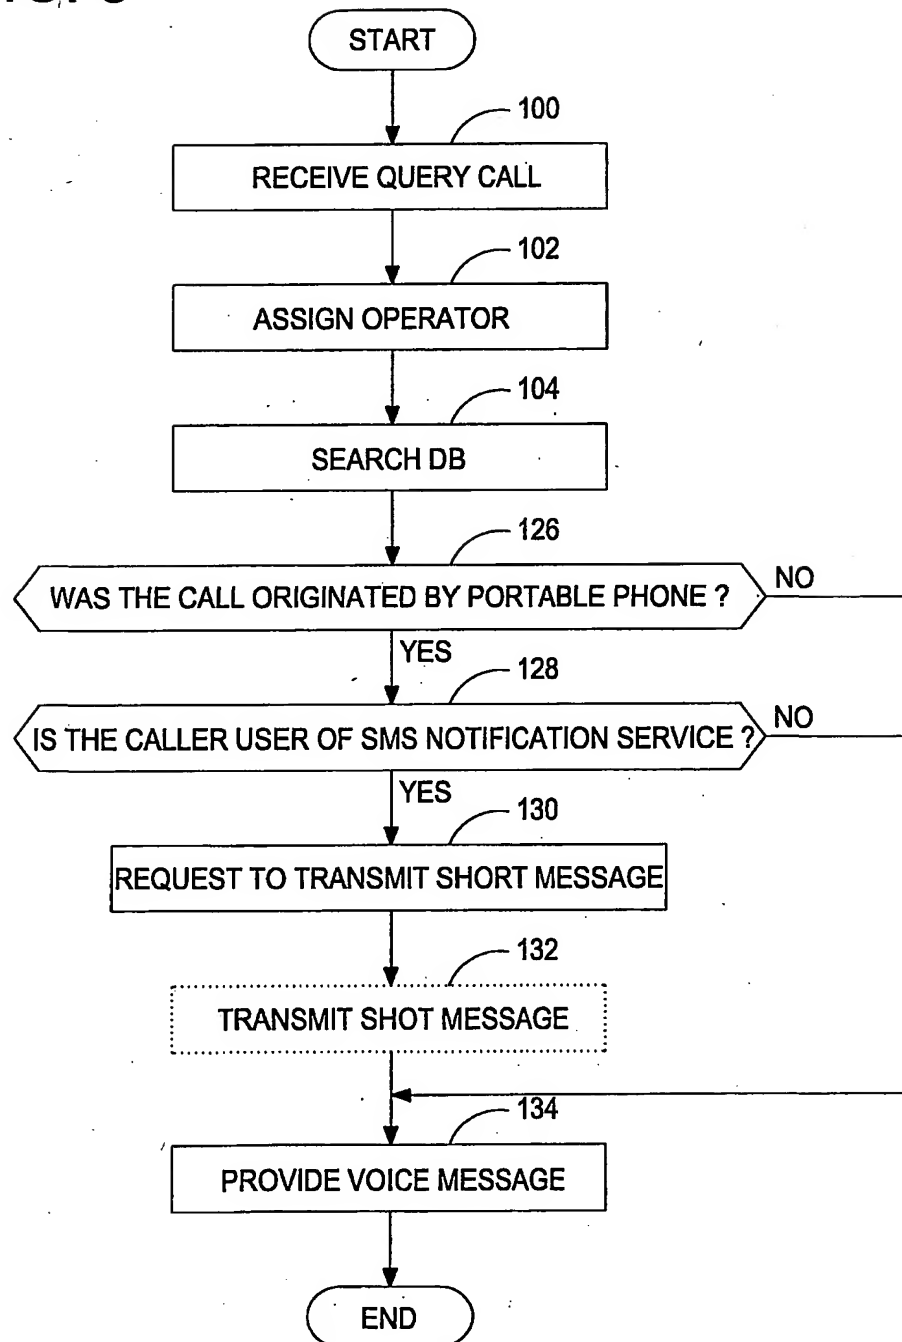 START
100
RECEIVE QUERY CALL
102
ASSIGN OPERATOR
104
SEARCH DB
126
WAS THE CALL ORIGINATED BY PORTABLE PHONE ?
NO
YES
128
IS THE CALLER USER OF SMS NOTIFICATION SERVICE ?
NO
YES
130
REQUEST TO TRANSMIT SHORT MESSAGE
132
TRANSMIT SHOT MESSAGE
134
PROVIDE VOICE MESSAGE
END